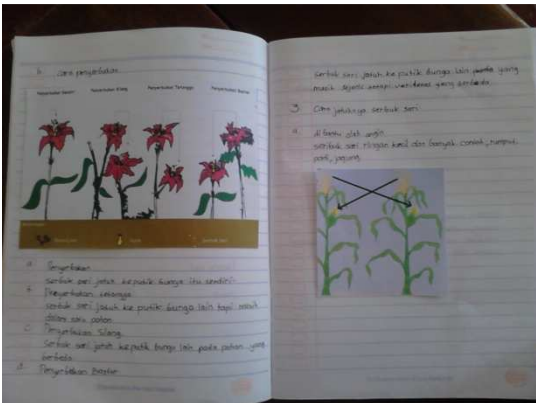 b. cara penyerbukan
Penyerbukan Sendiri Penyerbukan Silang Penyerbukan Tetangga Penyerbukan Bastar
Serbuk Sari
a. Penyerbukan
serbuk sari jatuh ke putik bunga itu sendiri
b. Penyerbukan tetangga
serbuk sari jatuh ke putik bunga lain tapi masih
dalam satu pohon
c. Penyerbukan Silang
Serbuk sari jatuh ke putik bunga lain pada pohon yang
berbeda
d. Penyerbukan Bastar
serbuk sari jatuh ke putik bunga lain yang
masih sejenis tetapi varietasnya yang berbeda
3. Cara jatuhnya serbuk sari
a. dibantu oleh angin
serbuk sari ringan kecil dan banyak contoh, rumput,
padi, jagung